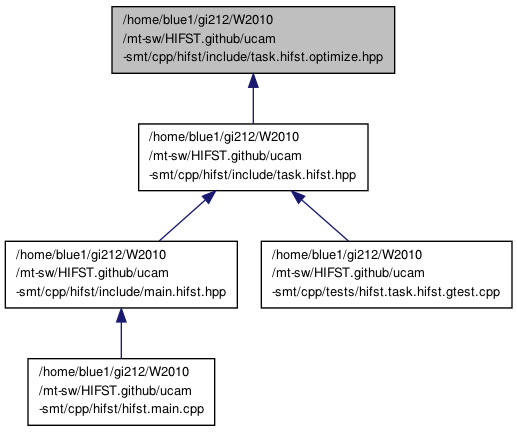 /home/blue1/gi212/W2010
/mt-sw/HIFST.github/ucam
-smt/cpp/hifst/include/task.hifst.optimize.hpp
/home/blue1/gi212/W2010
/mt-sw/HIFST.github/ucam
-smt/cpp/hifst/include/task.hifst.hpp
/home/blue1/gi212/W2010
/mt-sw/HIFST.github/ucam
-smt/cpp/hifst/include/main.hifst.hpp
/home/blue1/gi212/W2010
/mt-sw/HIFST.github/ucam
-smt/cpp/tests/hifst.task.hifst.gtest.cpp
/home/blue1/gi212/W2010
/mt-sw/HIFST.github/ucam
-smt/cpp/hifst/hifst.main.cpp